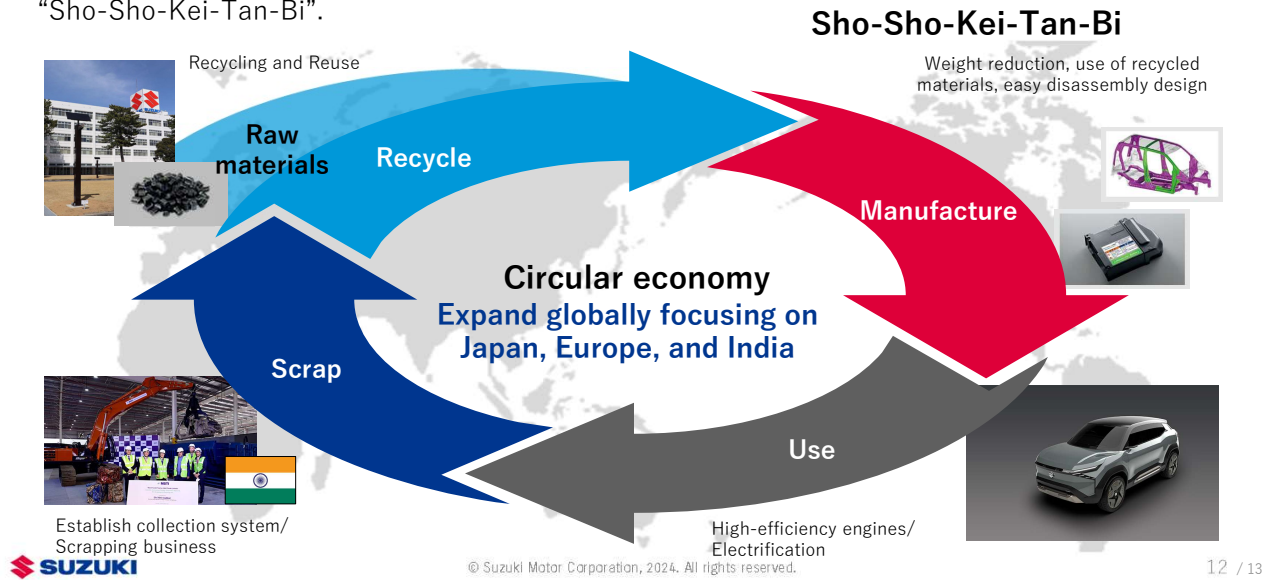 “Sho-Sho-Kei-Tan-Bi”.
Sho-Sho-Kei-Tan-Bi
Recycling and Reuse
Weight reduction, use of recycled
materials, easy disassembly design
Raw
materials
Recycle
Manufacture
Circular economy
Expand globally focusing on
Japan, Europe, and India
Scrap
Use
Establish collection system/
Scrapping business
High-efficiency engines/
Electrification
SUZUKI
© Suzuki Motor Corporation, 2024. All rights reserved.
12 / 13